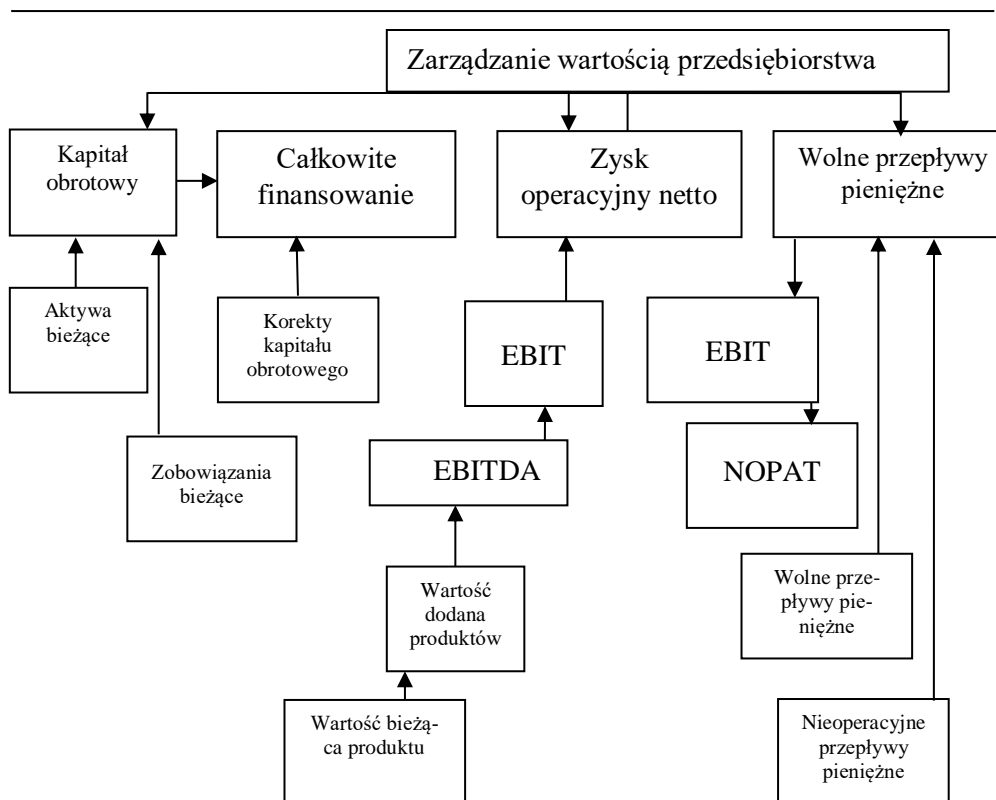 Zarządzanie wartością przedsiębiorstwa
Kapitał
obrotowy
Całkowite
finansowanie
Zysk
operacyjny netto
Wolne przepływy
pieniężne
Aktywa
bieżące
Korekty
kapitału
obrotowego
EBIT
EBIT
Zobowiązania
bieżące
EBITDA
NOPAT
Wartość
dodana
produktów
Wolne prze-
pływy pie-
niężne
Wartość bieżą-
ca produktu
Nieoperacyjne
przepływy
pieniężne